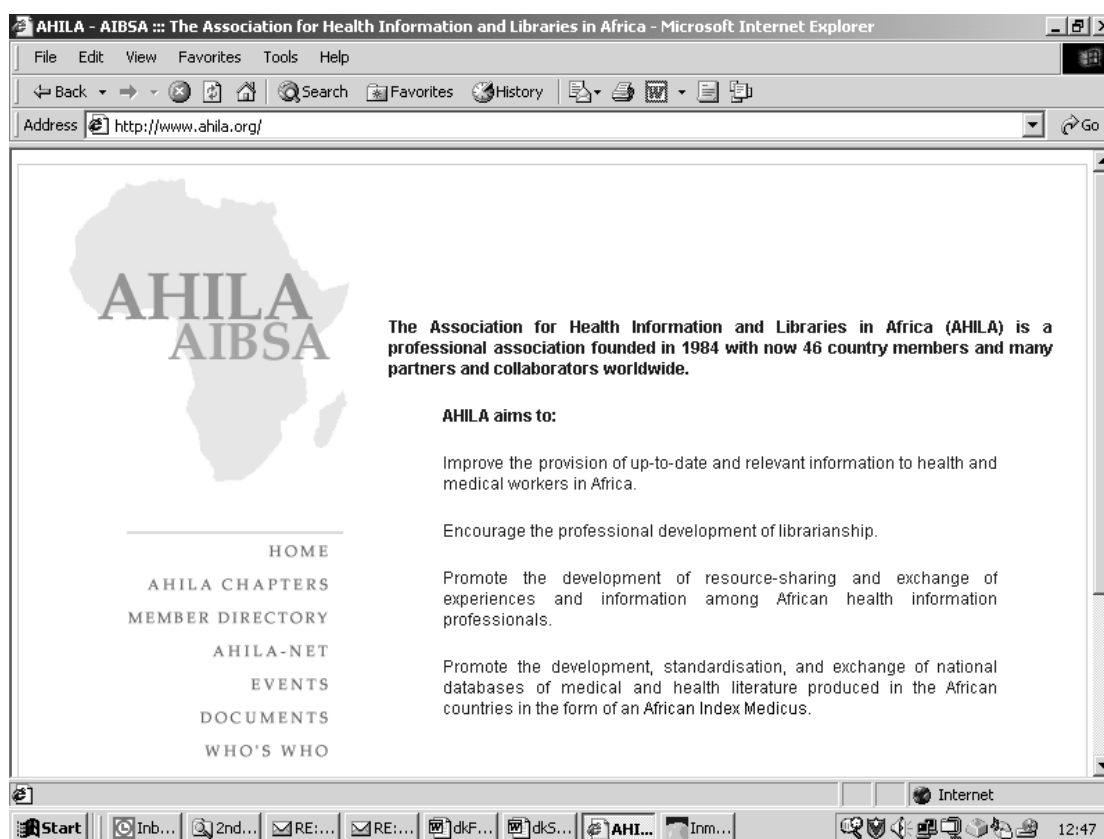 AHILA - AIBSA ::: The Association for Health Information and Libraries in Africa - Microsoft Internet Explorer
File Edit View Favorites Tools Help
Back Search Favorites History
Address http://www.ahila.org/ Go
AHILA
AIBSA
The Association for Health Information and Libraries in Africa (AHILA) is a
professional association founded in 1984 with now 46 country members and many
partners and collaborators worldwide.
AHILA aims to:
Improve the provision of up-to-date and relevant information to health and
medical workers in Africa.
Encourage the professional development of librarianship.
Promote the development of resource-sharing and exchange of
experiences and information among African health information
professionals.
Promote the development, standardisation, and exchange of national
databases of medical and health literature produced in the African
countries in the form of an African Index Medicus.
HOME
AHILA CHAPTERS
MEMBER DIRECTORY
AHILA-NET
EVENTS
DOCUMENTS
WHO'S WHO
Internet
Start Inb... 2nd... RE:... RE:... dkF... dkS... AHI... Inm... 12:47